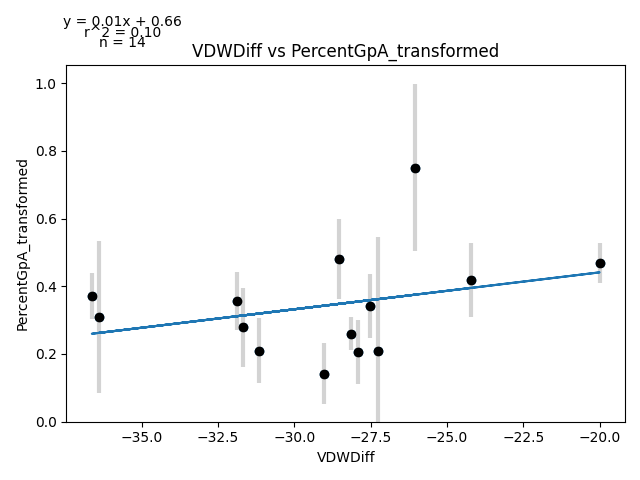 y = 0.01x + 0.66
r^2 = 0.10
n = 14
VDWDiff vs PercentGpA_transformed
1.0
0.8
0.6
0.4
0.2
0.0
PercentGpA_transformed
−35.0 −32.5 −30.0 −27.5 −25.0 −22.5 −20.0
VDWDiff